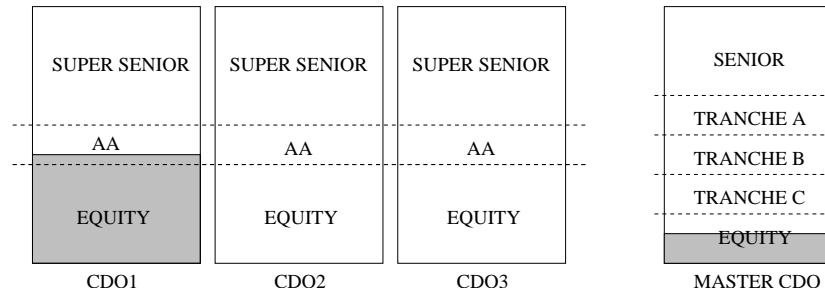 SUPER SENIOR SUPER SENIOR SUPER SENIOR SENIOR
TRANCHE A
AA AA AA TRANCHE B
TRANCHE C
EQUITY EQUITY EQUITY EQUITY
CDO1 CDO2 CDO3 MASTER CDO